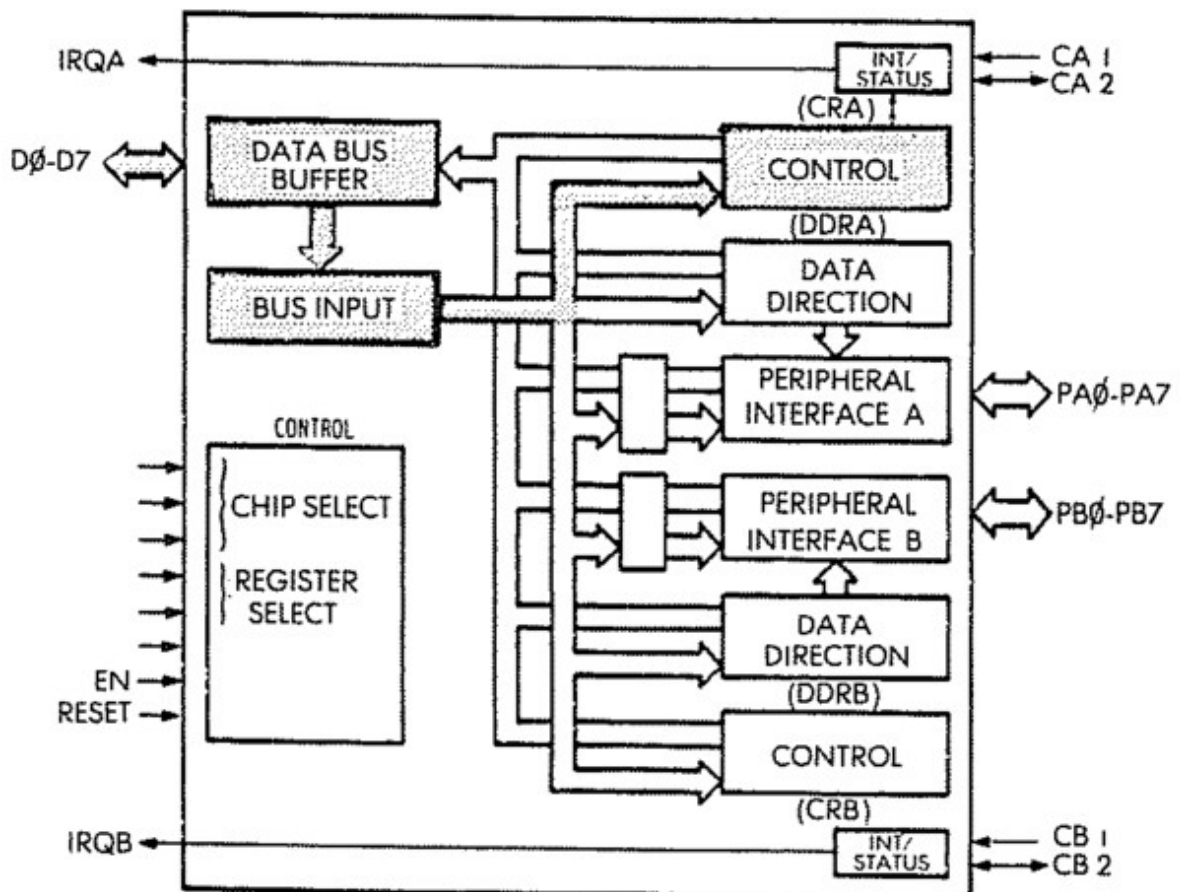 IRQA
INT/
STATUS
CA 1
CA 2
(CRA)
DØ-D7
DATA BUS
BUFFER
CONTROL
(DDRA)
DATA
DIRECTION
BUS INPUT
PERIPHERAL
INTERFACE A
PAØ-PA7
CONTROL
CHIP SELECT
REGISTER
SELECT
PERIPHERAL
INTERFACE B
PBØ-PB7
DATA
DIRECTION
(DDRB)
EN
RESET
CONTROL
(CRB)
IRQB
INT/
STATUS
CB 1
CB 2